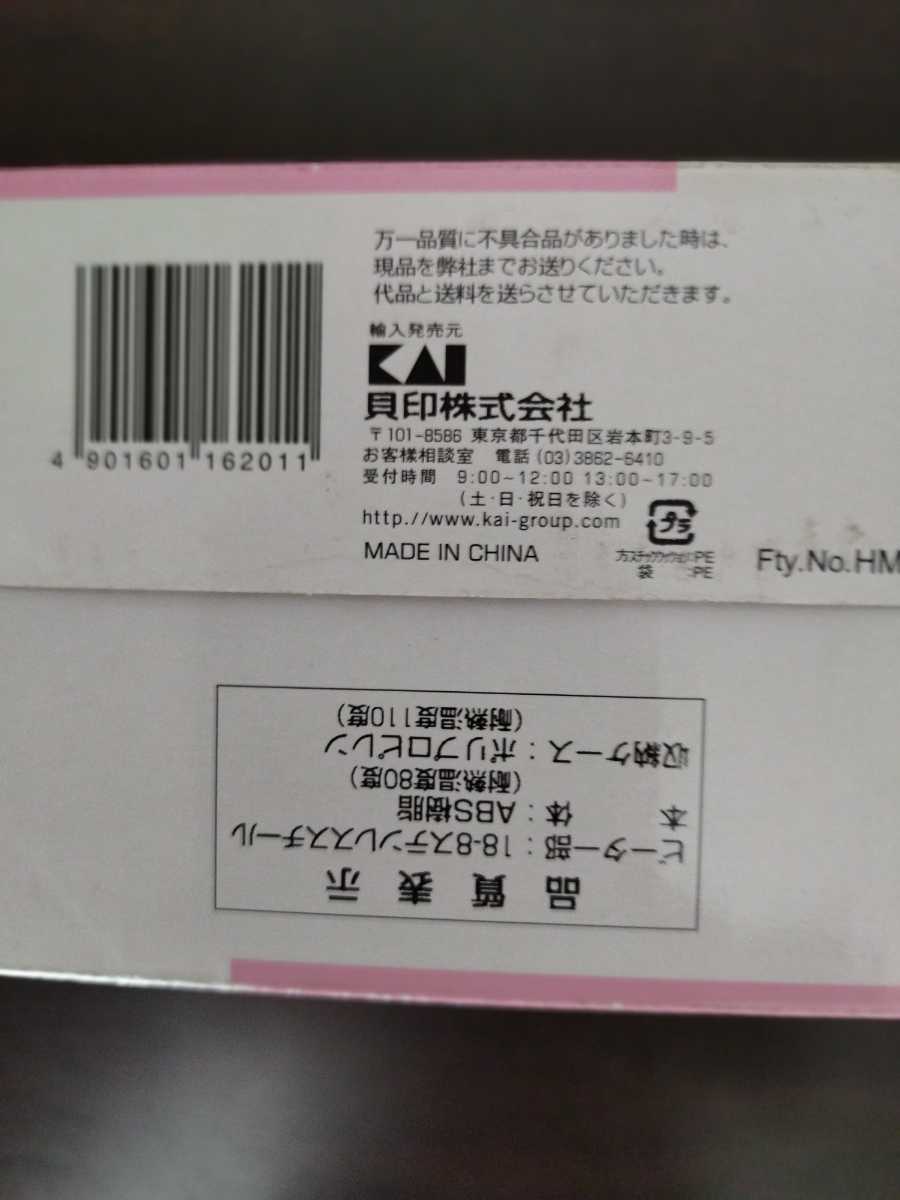 万一品質に不具合品がありました時は、
現品を弊社までお送りください。
代品と送料を送らさせていただきます。
輸入発売元
KAI
貝印株式会社
〒101-8586 東京都千代田区岩本町3-9-5
お客様相談室 電話(03)3862-6410
受付時間 9:00~12:00 13:00~17:00
(土・日・祝日を除く)
http://www.kai-group.com
MADE IN CHINA
プラ
:PE
袋 :PE
Fty.No.HM
4 901601 162011
品質表示
ビーター部:18-8ステンレススチール
本体:ABS樹脂
(耐熱温度80度)
収納ケース:ポリプロピレン
(耐熱温度110度)